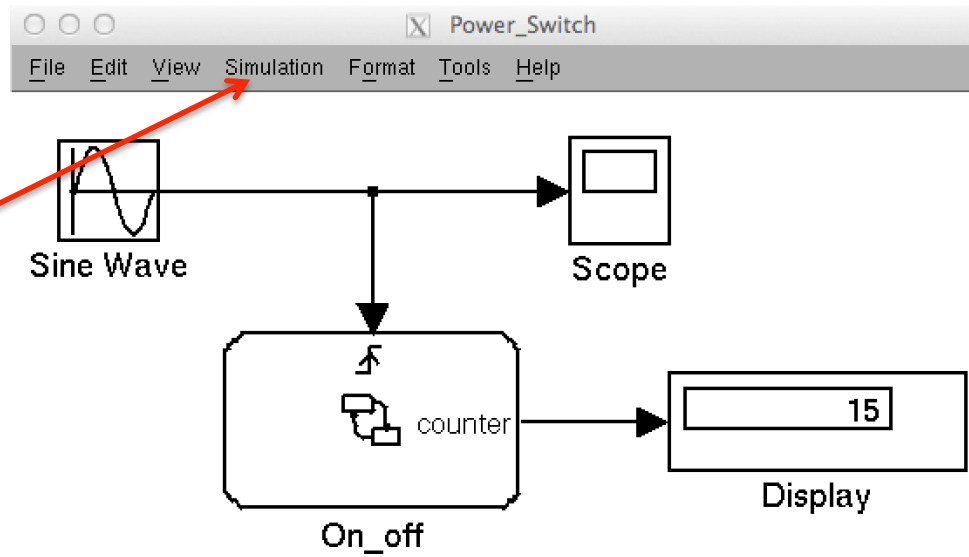 Power_Switch
File Edit View Simulation Format Tools Help
Sine Wave
Scope
counter
15
Display
On_off